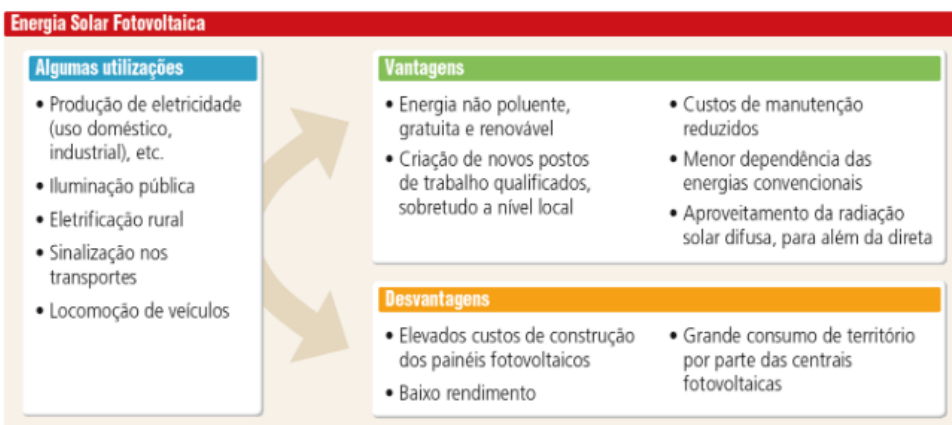 Energia Solar Fotovoltaica
Algumas utilizações
• Produção de eletricidade
(uso doméstico,
industrial), etc.
• Iluminação pública
• Eletrificação rural
• Sinalização nos
transportes
• Locomoção de veículos
Vantagens
• Energia não poluente,
gratuita e renovável
• Criação de novos postos
de trabalho qualificados,
sobretudo a nível local
• Custos de manutenção
reduzidos
• Menor dependência das
energias convencionais
• Aproveitamento da radiação
solar difusa, para além da direta
Desvantagens
• Elevados custos de construção
dos painéis fotovoltaicos
• Baixo rendimento
• Grande consumo de território
por parte das centrais
fotovoltaicas